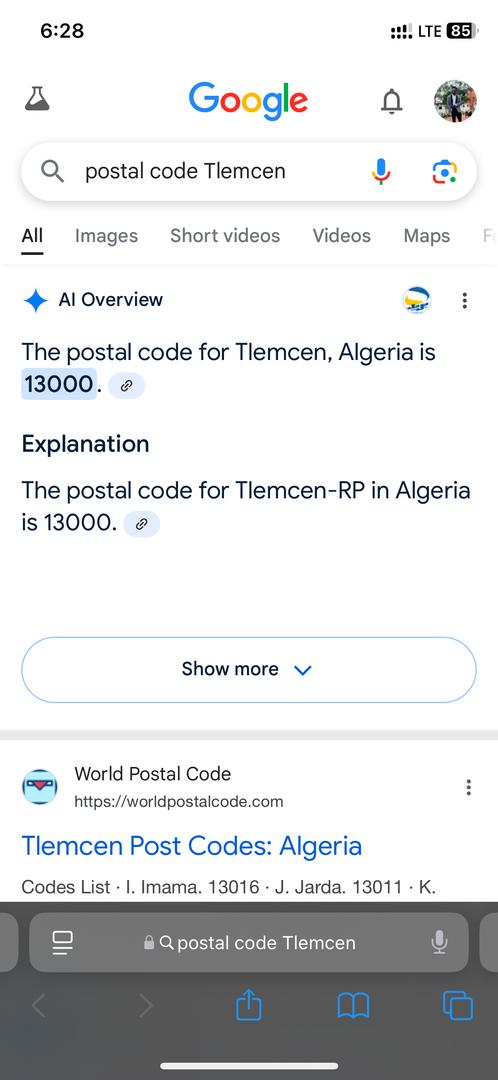 6:28
LTE 85
Google
postal code Tlemcen
All Images Short videos Videos Maps
AI Overview
The postal code for Tlemcen, Algeria is
13000.
Explanation
The postal code for Tlemcen-RP in Algeria
is 13000.
Show more
World Postal Code
https://worldpostalcode.com
Tlemcen Post Codes: Algeria
Codes List · I. Imama. 13016 · J. Jarda. 13011 · K.
postal code Tlemcen